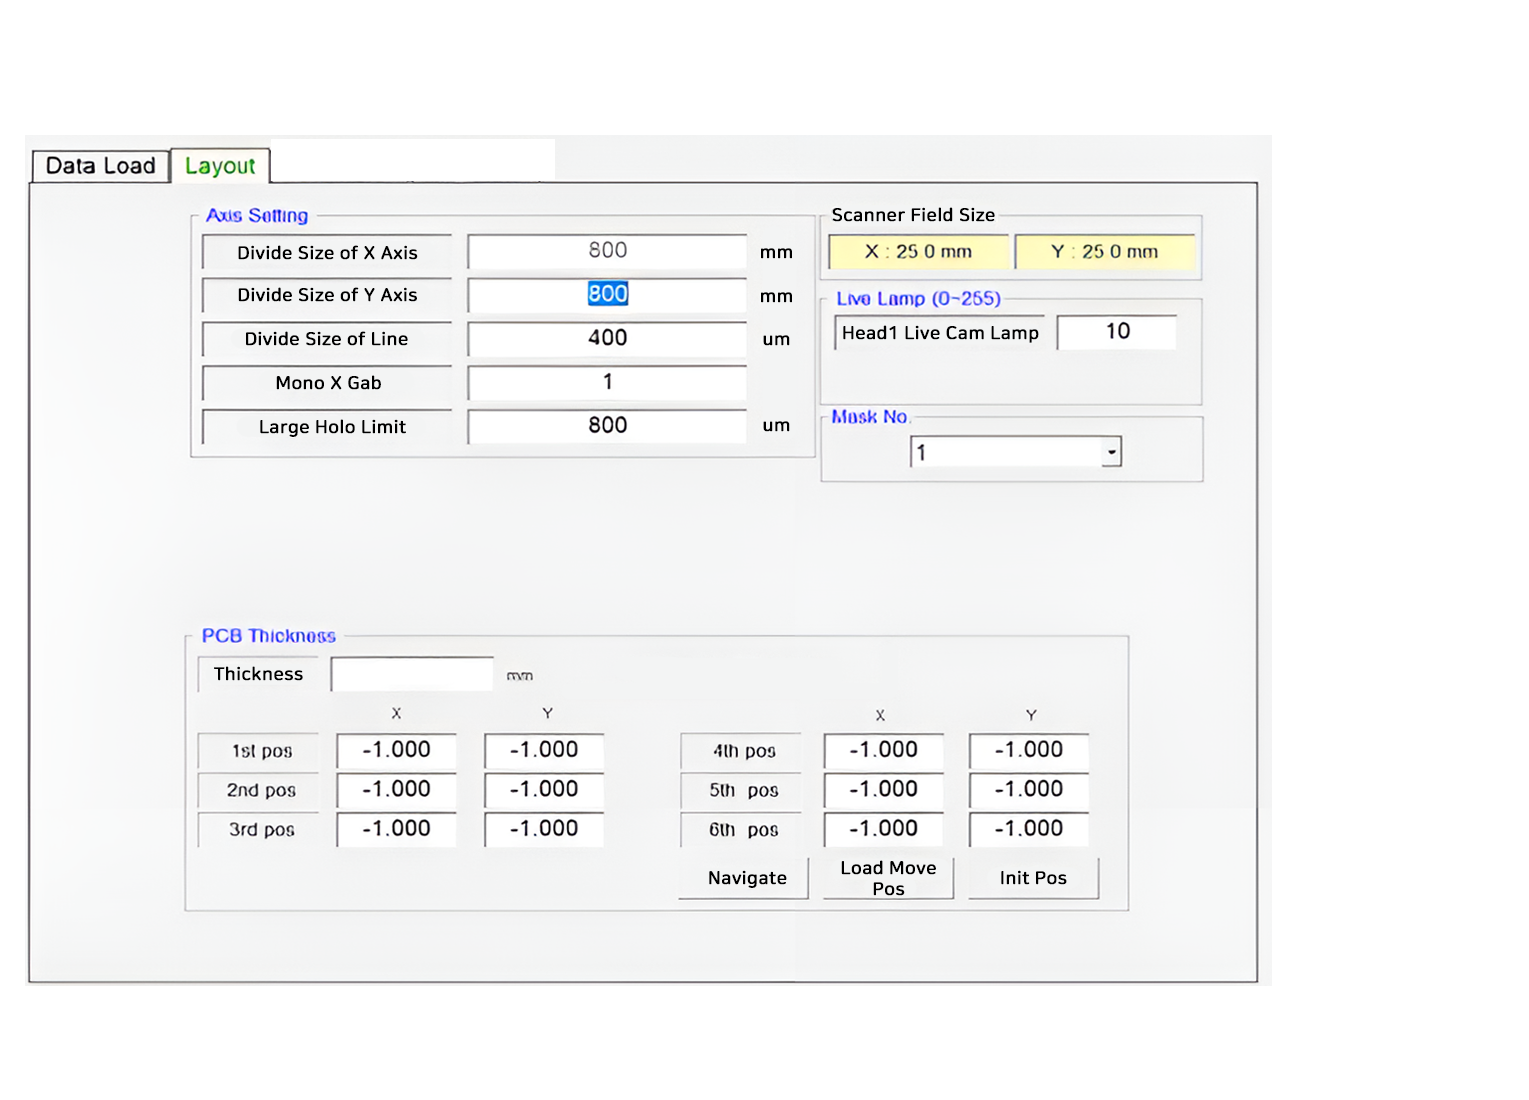 Data Load Layout
Axis Setting
Divide Size of X Axis 800 mm
Divide Size of Y Axis 800 mm
Divide Size of Line 400 um
Mono X Gab 1
Large Holo Limit 800 um
Scanner Field Size
X : 25 0 mm Y : 25 0 mm
Live Lamp (0~255)
Head1 Live Cam Lamp 10
Mask No.
1
PCB Thickness
Thickness mm
X Y X Y
1st pos -1.000 -1.000 4th pos -1.000 -1.000
2nd pos -1.000 -1.000 5th pos -1.000 -1.000
3rd pos -1.000 -1.000 6th pos -1.000 -1.000
Navigate Load Move Pos Init Pos